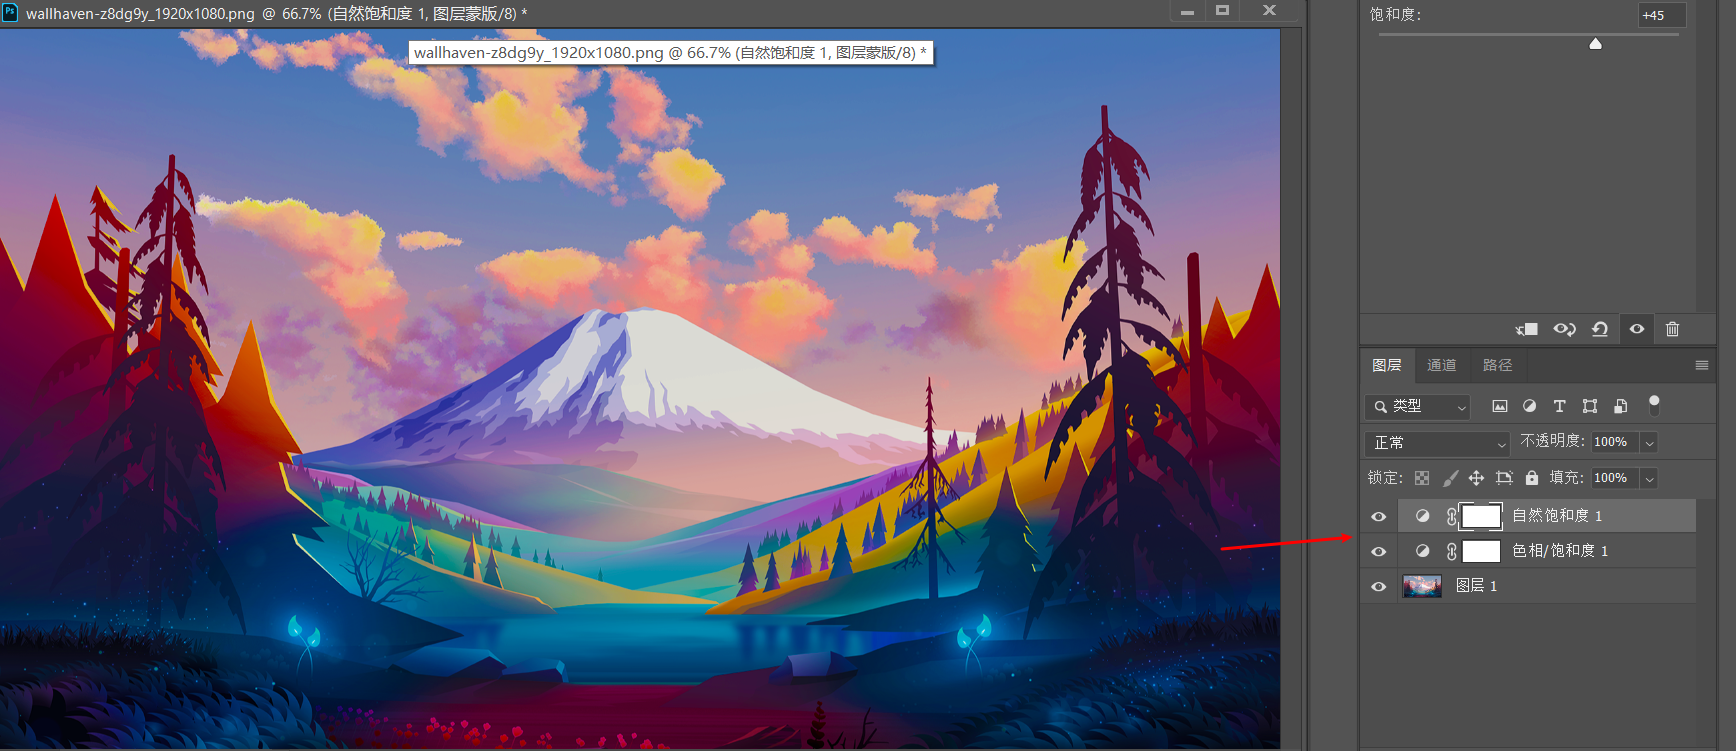 Ps wallhaven-z8dg9y_1920x1080.png @ 66.7% (自然饱和度 1, 图层蒙版/8) *
wallhaven-z8dg9y_1920x1080.png @ 66.7% (自然饱和度 1, 图层蒙版/8) *
饱和度: +45
图层 通道 路径
类型
正常 不透明度: 100%
锁定: 填充: 100%
自然饱和度 1
色相/饱和度 1
图层 1